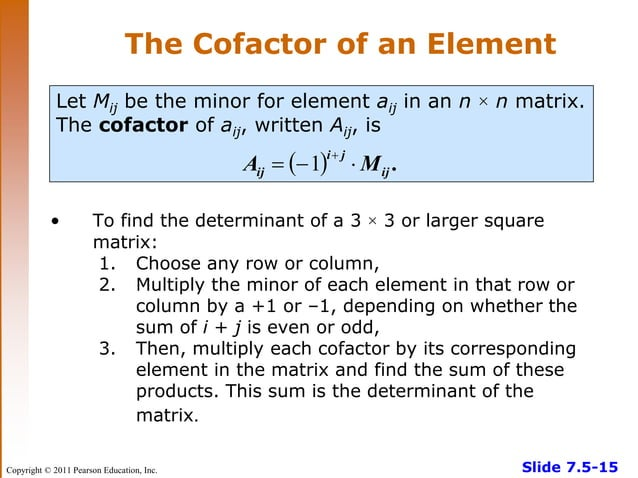 The Cofactor of an Element
Let Mij be the minor for element aij in an n × n matrix.
The cofactor of aij, written Aij, is
Aij = (−1)^{i+j} · Mij.
• To find the determinant of a 3 × 3 or larger square
matrix:
1. Choose any row or column,
2. Multiply the minor of each element in that row or
column by a +1 or –1, depending on whether the
sum of i + j is even or odd,
3. Then, multiply each cofactor by its corresponding
element in the matrix and find the sum of these
products. This sum is the determinant of the
matrix.
Copyright © 2011 Pearson Education, Inc.
Slide 7.5-15